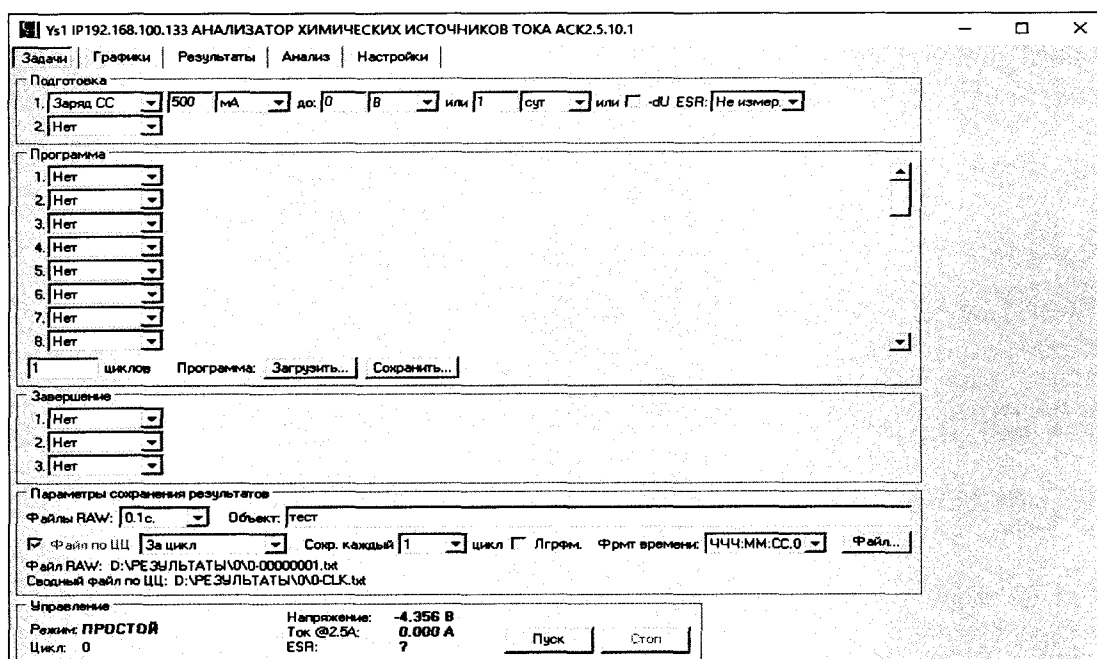 Ys1 IP192.168.100.133 АНАЛИЗАТОР ХИМИЧЕСКИХ ИСТОЧНИКОВ ТОКА АСК2.5.10.1
Задачи Графики Результаты Анализ Настройки
Подготовка
1. Заряд CC 500 мА до: 0 В или 1 сут или -dU ESR: Не измер.
2. Нет
Программа
1. Нет
2. Нет
3. Нет
4. Нет
5. Нет
6. Нет
7. Нет
8. Нет
1 циклов Программа: Загрузить... Сохранить...
Завершение
1. Нет
2. Нет
3. Нет
Параметры сохранения результатов
Файлы RAW: 0.1с. Объект: тест
Файл по ЦЦ За цикл Сохр. каждый 1 цикл Лгрфм. Фрмт времени: ЧЧЧ:ММ:СС.0 Файл...
Файл RAW: D:\РЕЗУЛЬТАТЫ\0\0-00000001.txt
Сводный файл по ЦЦ: D:\РЕЗУЛЬТАТЫ\0\0-CLK.txt
Управление
Режим: ПРОСТОЙ Напряжение: -4.356 В
Ток @2.5А: 0.000 А Пуск Стоп
Цикл: 0 ESR: ?